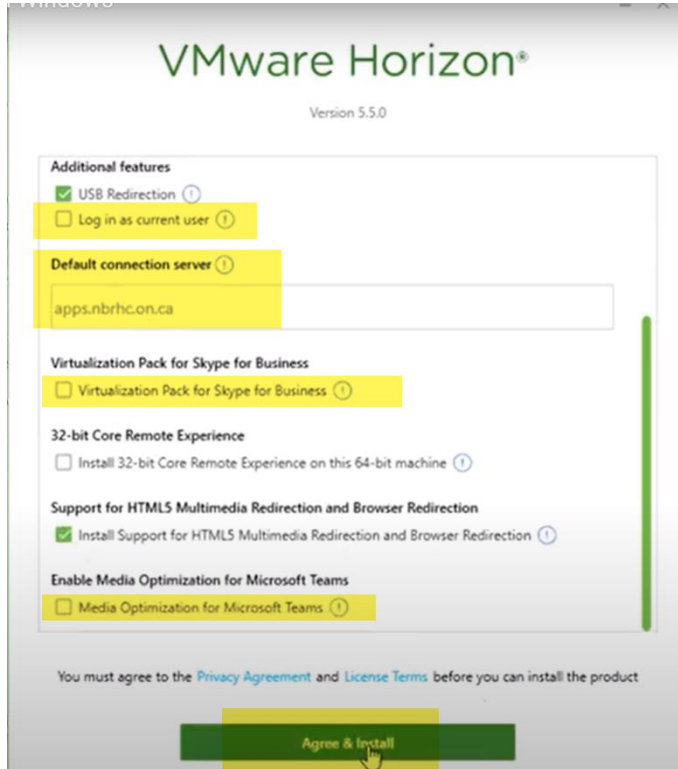 Windows
VMware Horizon®
Version 5.5.0
Additional features
USB Redirection
Log in as current user
Default connection server
apps.nbrhc.on.ca
Virtualization Pack for Skype for Business
Virtualization Pack for Skype for Business
32-bit Core Remote Experience
Install 32-bit Core Remote Experience on this 64-bit machine
Support for HTML5 Multimedia Redirection and Browser Redirection
Install Support for HTML5 Multimedia Redirection and Browser Redirection
Enable Media Optimization for Microsoft Teams
Media Optimization for Microsoft Teams
You must agree to the Privacy Agreement and License Terms before you can install the product
Agree & Install